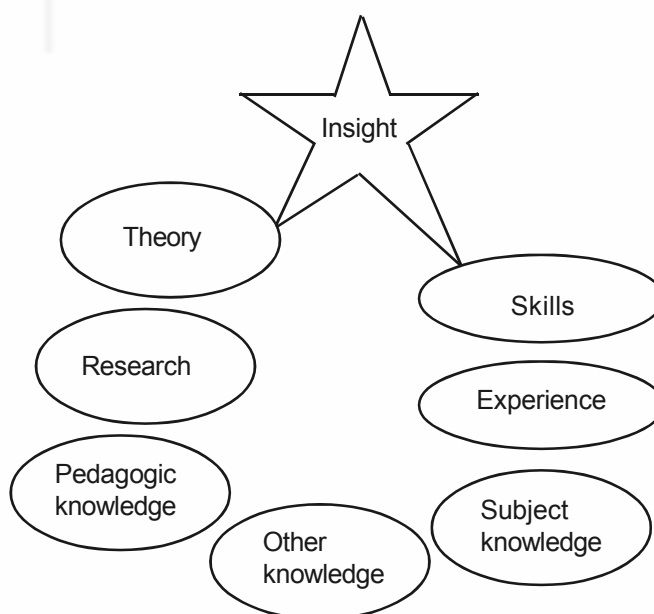 Insight
Theory
Skills
Research
Experience
Pedagogic
knowledge
Subject
knowledge
Other
knowledge